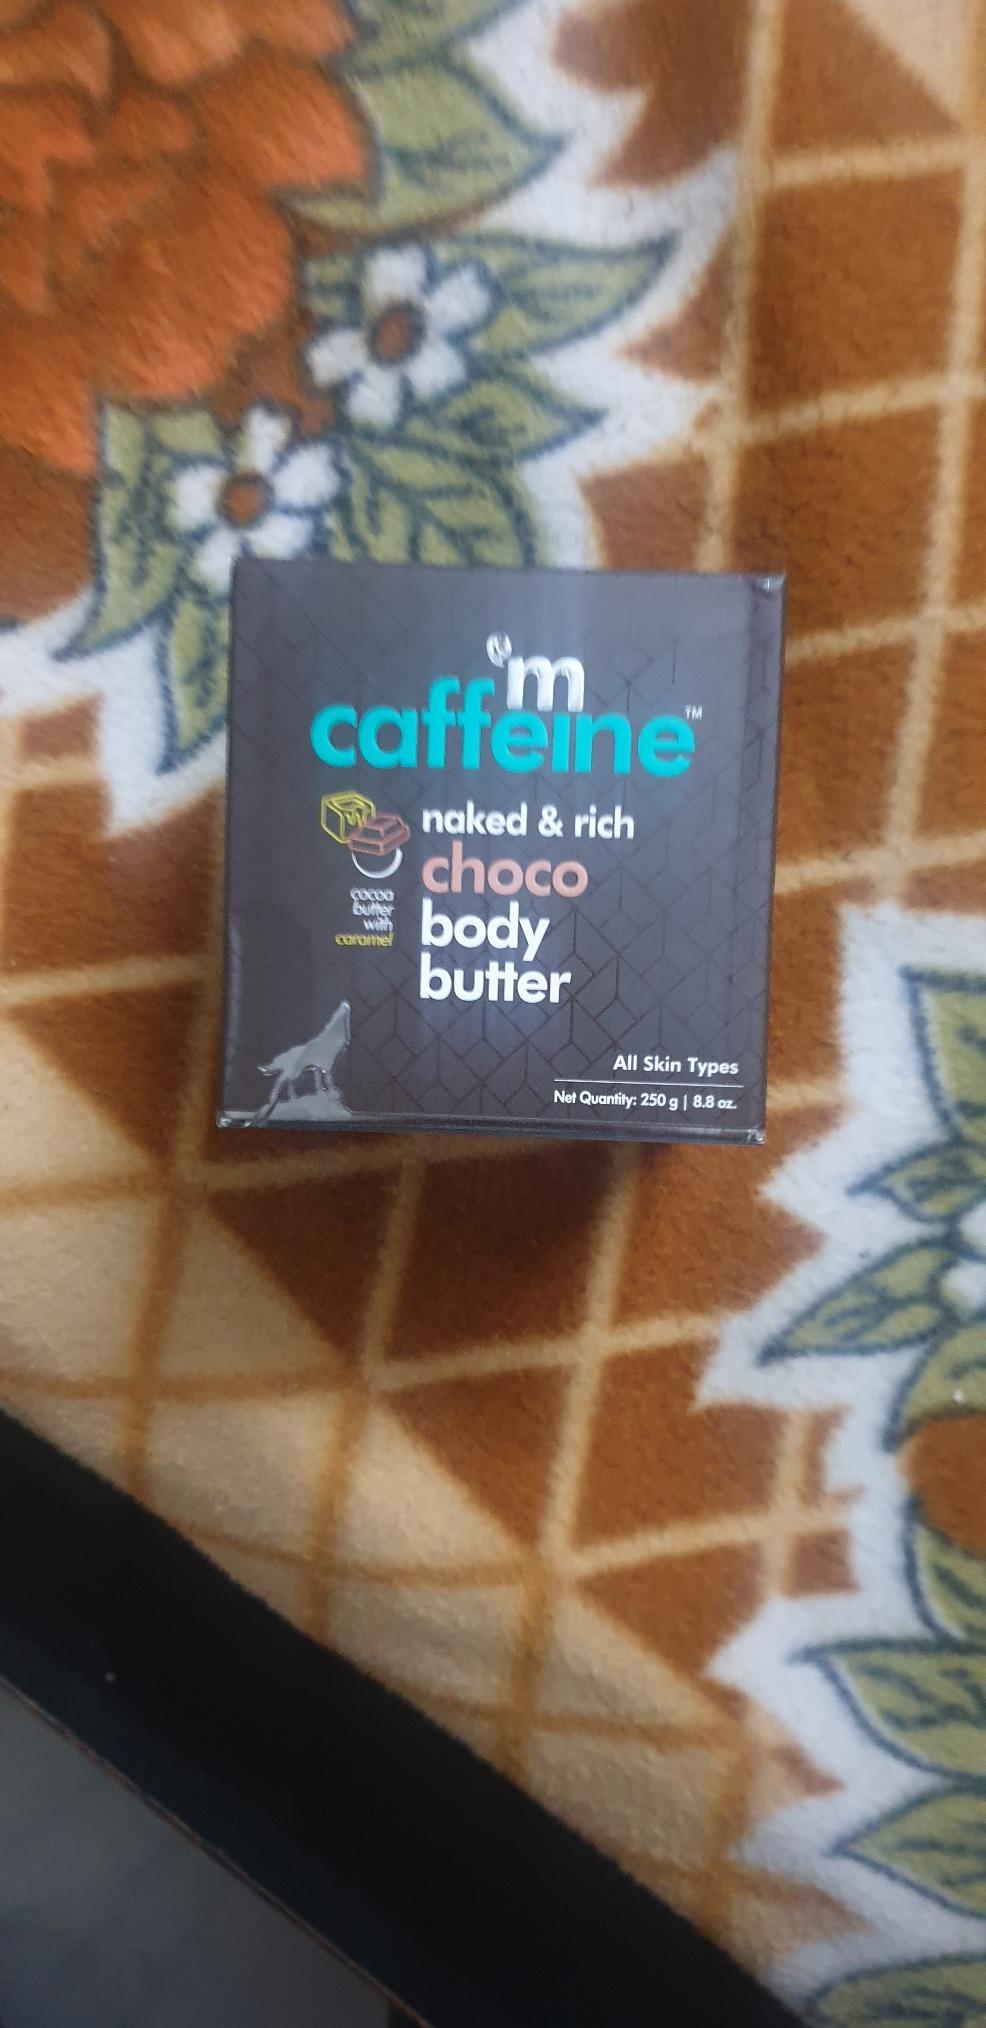 m
caffeine™
naked & rich
choco
body
butter
cocoa
butter
with
caramel
All Skin Types
Net Quantity: 250 g | 8.8 oz.